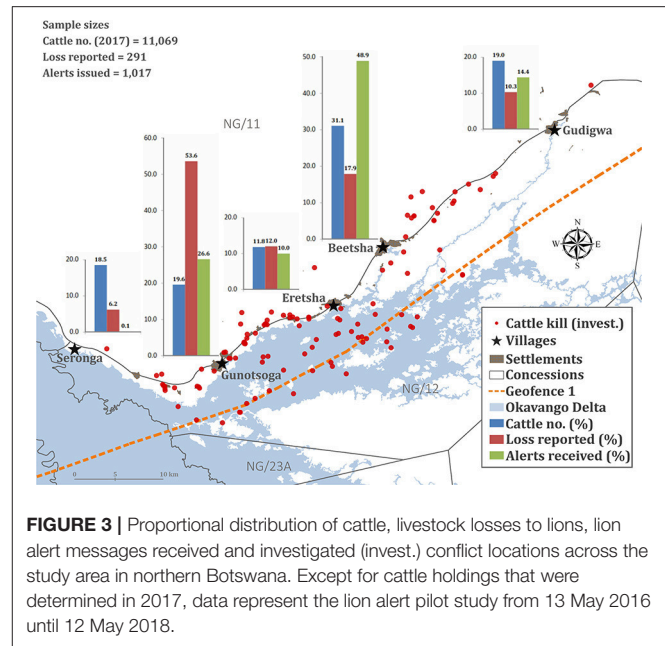 Sample sizes
Cattle no. (2017) = 11,069
Loss reported = 291
Alerts issued = 1,017
NG/11
50.0
40.0
30.0
20.0
10.0
0.0
31.1
17.9
48.9
Beetsha
20.0
10.0
0.0
19.0
10.3
14.4
Gudigwa
60.0
50.0
40.0
30.0
20.0
10.0
0.0
19.6
53.6
26.6
Gunotsoga
20.0
10.0
0.0
11.8
12.0
10.0
Eretsha
20.0
10.0
0.0
18.5
6.2
0.1
Seronga
N
W
E
S
NG/12
NG/23A
0
5
10 km
Cattle kill (invest.)
Villages
Settlements
Concessions
Geofence 1
Okavango Delta
Cattle no. (%)
Loss reported (%)
Alerts received (%)
FIGURE 3 | Proportional distribution of cattle, livestock losses to lions, lion
alert messages received and investigated (invest.) conflict locations across the
study area in northern Botswana. Except for cattle holdings that were
determined in 2017, data represent the lion alert pilot study from 13 May 2016
until 12 May 2018.